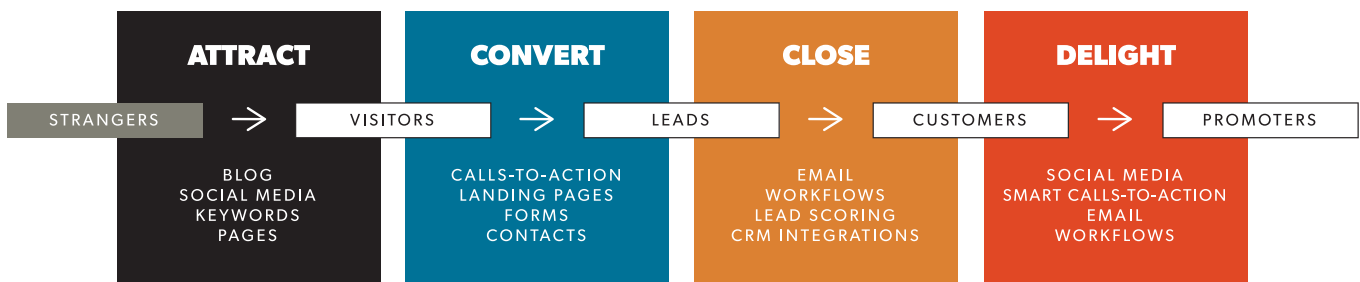 ATTRACT
CONVERT
CLOSE
DELIGHT
STRANGERS
VISITORS
LEADS
CUSTOMERS
PROMOTERS
BLOG
SOCIAL MEDIA
KEYWORDS
PAGES
CALLS-TO-ACTION
LANDING PAGES
FORMS
CONTACTS
EMAIL
WORKFLOWS
LEAD SCORING
CRM INTEGRATIONS
SOCIAL MEDIA
SMART CALLS-TO-ACTION
EMAIL
WORKFLOWS